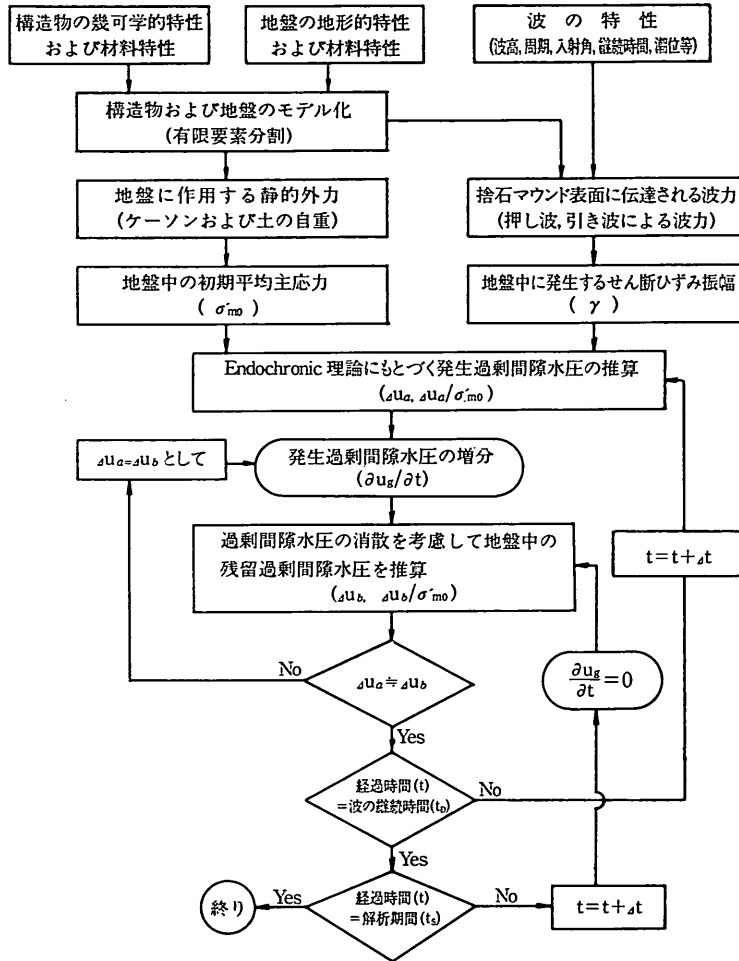 構造物の幾何学的特性
および材料特性
地盤の地形的特性
および材料特性
波の特性
(波高,周期,入射角,継続時間,潮位等)
構造物および地盤のモデル化
(有限要素分割)
地盤に作用する静的外力
(ケーソンおよび土の自重)
捨石マウンド表面に伝達される波力
(押し波,引き波による波力)
地盤中の初期平均主応力
(σ'm0)
地盤中に発生するせん断ひずみ振幅
(γ)
Endochronic 理論にもとづく発生過剰間隙水圧の推算
(⊿ua, ⊿ua/σ'm0)
⊿ua=⊿ubとして
発生過剰間隙水圧の増分
(∂ug/∂t)
過剰間隙水圧の消散を考慮して地盤中の
残留過剰間隙水圧を推算
(⊿ub, ⊿ub/σ'm0)
t=t+⊿t
No
⊿ua≒⊿ub
∂ug/∂t=0
Yes
経過時間(t)
=波の継続時間(tD)
No
Yes
終り
Yes
経過時間(t)
=解析期間(ts)
No
t=t+⊿t